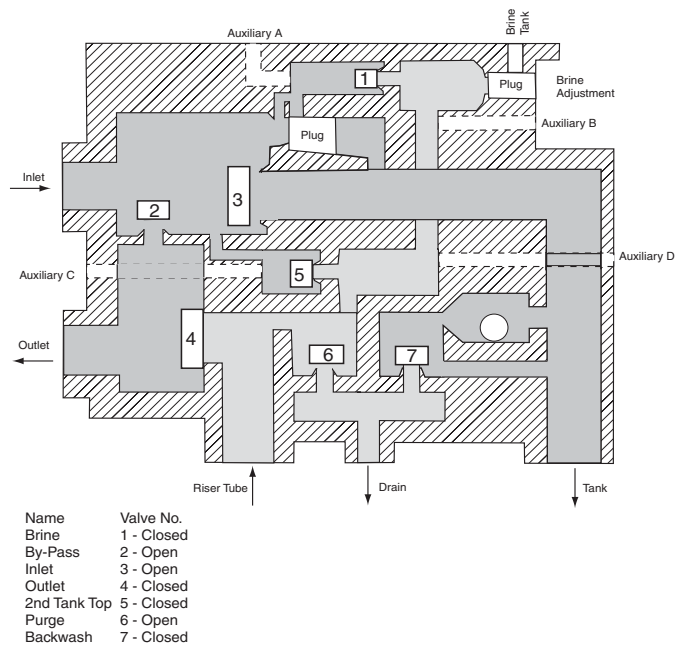 Auxiliary A
Brine
Tank
1
Plug
Brine
Adjustment
Auxiliary B
Plug
Inlet
2
3
Auxiliary C
5
Auxiliary D
Outlet
4
6
7
Riser Tube
Drain
Tank
Name Valve No.
Brine 1 - Closed
By-Pass 2 - Open
Inlet 3 - Open
Outlet 4 - Closed
2nd Tank Top 5 - Closed
Purge 6 - Open
Backwash 7 - Closed